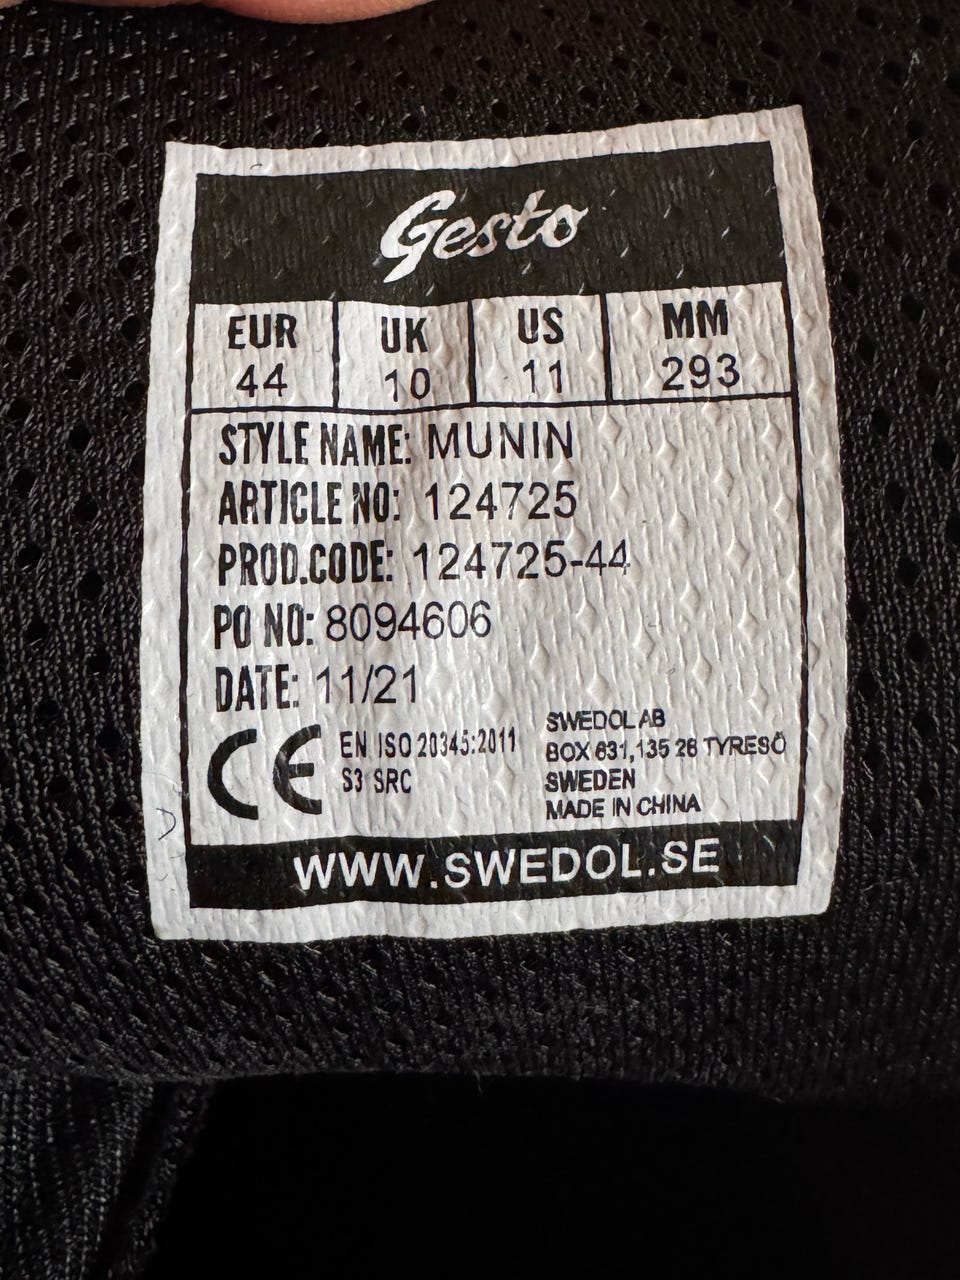 Gesto
EUR UK US MM
44 10 11 293
STYLE NAME: MUNIN
ARTICLE NO: 124725
PROD.CODE: 124725-44
PO NO: 8094606
DATE: 11/21
CE EN ISO 20345:2011
S3 SRC
SWEDOL AB
BOX 631,135 26 TYRESÖ
SWEDEN
MADE IN CHINA
WWW.SWEDOL.SE